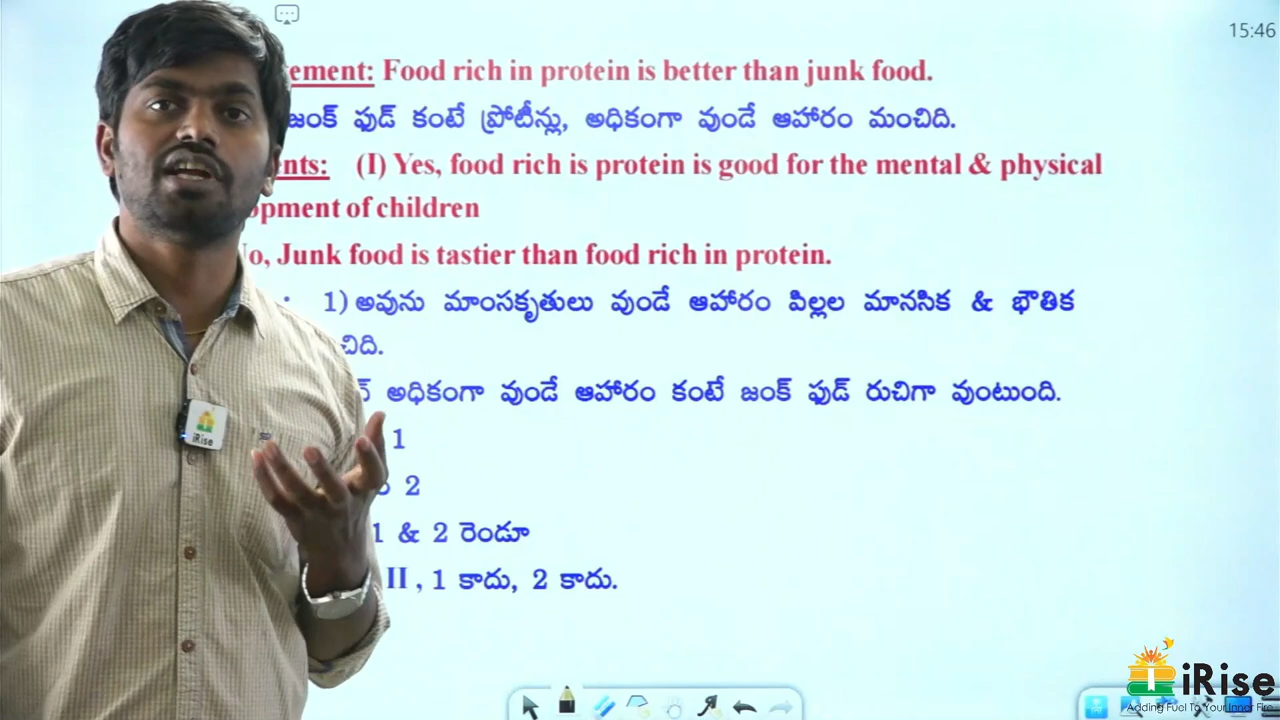 15:46
ement: Food rich in protein is better than junk food.
జంక్ ఫుడ్ కంటే ప్రోటీన్లు, అధికంగా వుండే ఆహారం మంచిది.
nts: (I) Yes, food rich is protein is good for the mental & physical
opment of children
o, Junk food is tastier than food rich in protein.
1) అవును మాంసకృతులు వుండే ఆహారం పిల్లల మానసిక & భౌతిక
చిది.
అధికంగా వుండే ఆహారం కంటే జంక్ ఫుడ్ రుచిగా వుంటుంది.
1
2
1 & 2 రెండూ
II , 1 కాదు, 2 కాదు.
iRise
iRise
Adding Fuel To Your Inner Fire